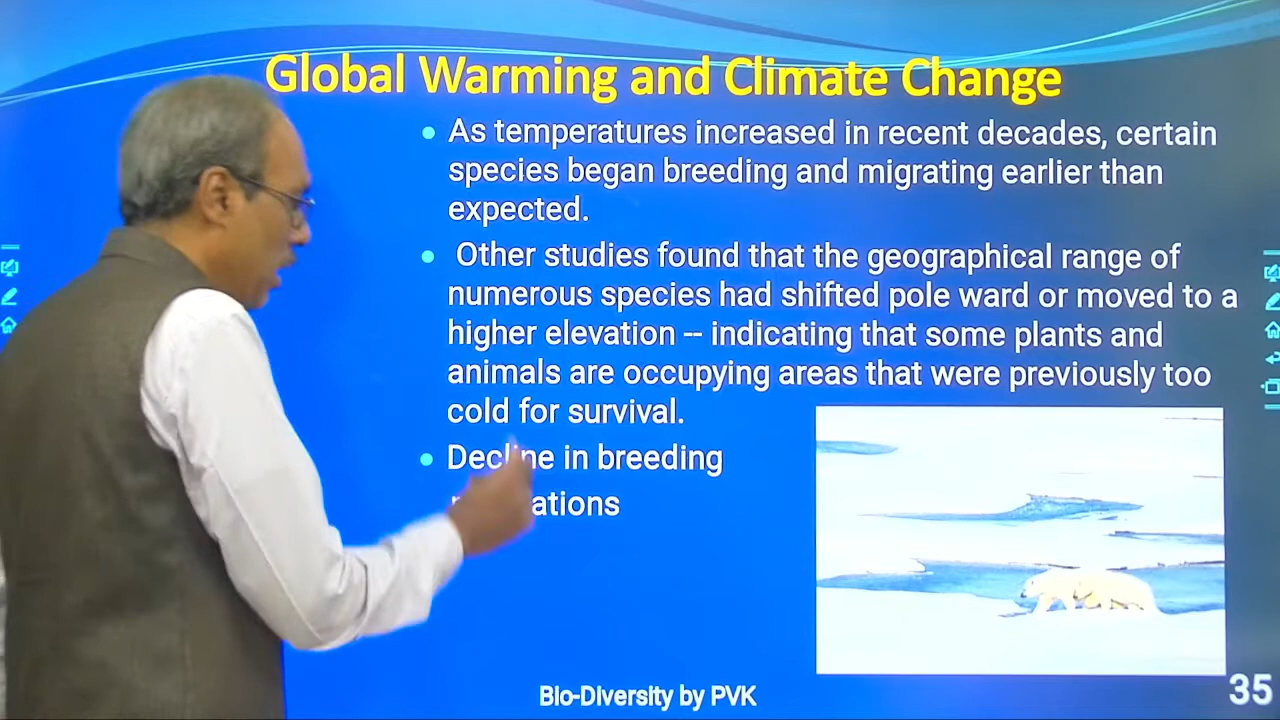 Global Warming and Climate Change
• As temperatures increased in recent decades, certain
species began breeding and migrating earlier than
expected.
• Other studies found that the geographical range of
numerous species had shifted pole ward or moved to a
higher elevation -- indicating that some plants and
animals are occupying areas that were previously too
cold for survival.
• Decline in breeding
Bio-Diversity by PVK
35